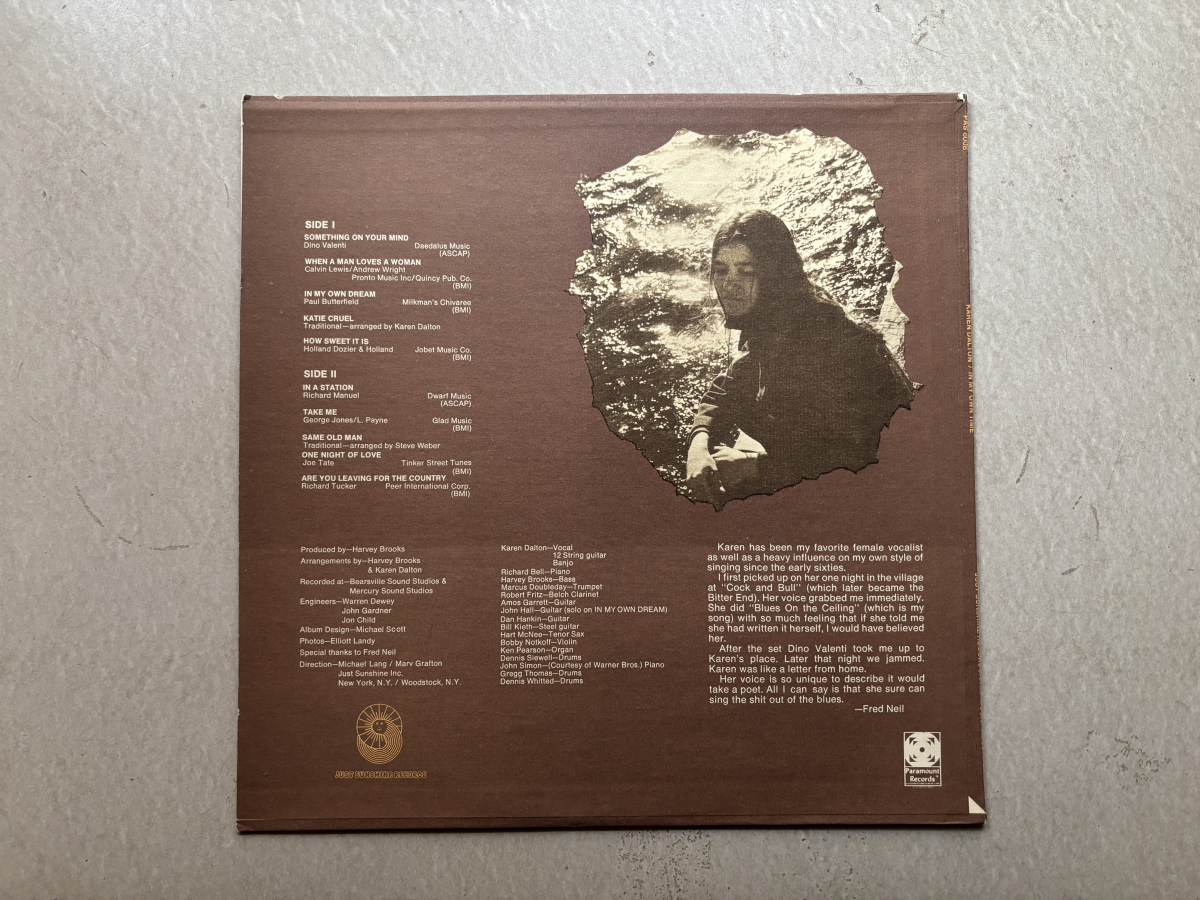 SIDE I
SOMETHING ON YOUR MIND
Dino Valenti Daedalus Music
(ASCAP)
WHEN A MAN LOVES A WOMAN
Calvin Lewis/Andrew Wright
Pronto Music Inc/Quincy Pub. Co.
(BMI)
IN MY OWN DREAM
Paul Butterfield Milkman's Chivaree
(BMI)
KATIE CRUEL
Traditional—arranged by Karen Dalton
HOW SWEET IT IS
Holland Dozier & Holland Jobet Music Co.
(BMI)
SIDE II
IN A STATION
Richard Manuel Dwarf Music
(ASCAP)
TAKE ME
George Jones/L. Payne Glad Music
(BMI)
SAME OLD MAN
Traditional—arranged by Steve Weber
ONE NIGHT OF LOVE
Joe Tate Tinker Street Tunes
(BMI)
ARE YOU LEAVING FOR THE COUNTRY
Richard Tucker Peer International Corp.
(BMI)
Produced by—Harvey Brooks
Arrangements by—Harvey Brooks
& Karen Dalton
Recorded at—Bearsville Sound Studios &
Mercury Sound Studios
Engineers—Warren Dewey
John Gardner
Jon Child
Album Design—Michael Scott
Photos—Elliott Landy
Special thanks to Fred Neil
Direction—Michael Lang / Marv Grafton
Just Sunshine Inc.
New York, N.Y. / Woodstock, N.Y.
JUST SUNSHINE RECORDS
Karen Dalton—Vocal
12 String guitar
Banjo
Richard Bell—Piano
Harvey Brooks—Bass
Marcus Doubleday—Trumpet
Robert Fritz—Belch Clarinet
Amos Garrett—Guitar
John Hall—Guitar (solo on IN MY OWN DREAM)
Dan Hankin—Guitar
Bill Kieth—Steel guitar
Hart McNee—Tenor Sax
Bobby Notkoff—Violin
Ken Pearson—Organ
Dennis Siewell—Drums
John Simon—(Courtesy of Warner Bros.) Piano
Gregg Thomas—Drums
Dennis Whitted—Drums
Karen has been my favorite female vocalist
as well as a heavy influence on my own style of
singing since the early sixties.
I first picked up on her one night in the village
at "Cock and Bull" (which later became the
Bitter End). Her voice grabbed me immediately.
She did "Blues On the Ceiling" (which is my
song) with so much feeling that if she told me
she had written it herself, I would have believed
her.
After the set Dino Valenti took me up to
Karen's place. Later that night we jammed.
Karen was like a letter from home.
Her voice is so unique to describe it would
take a poet. All I can say is that she sure can
sing the shit out of the blues.
—Fred Neil
Paramount
Records
PAS 6008
KAREN DALTON / IN MY OWN TIME